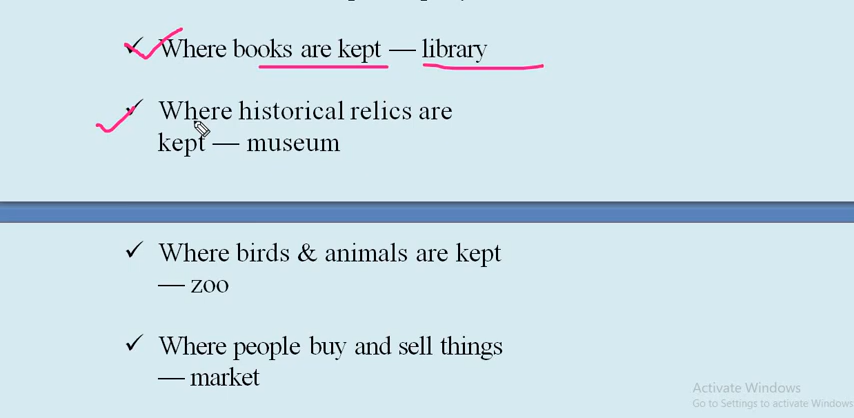 Where books are kept — library
Where historical relics are
kept — museum
Where birds & animals are kept
— zoo
Where people buy and sell things
— market
Activate Windows
Go to Settings to activate Windows